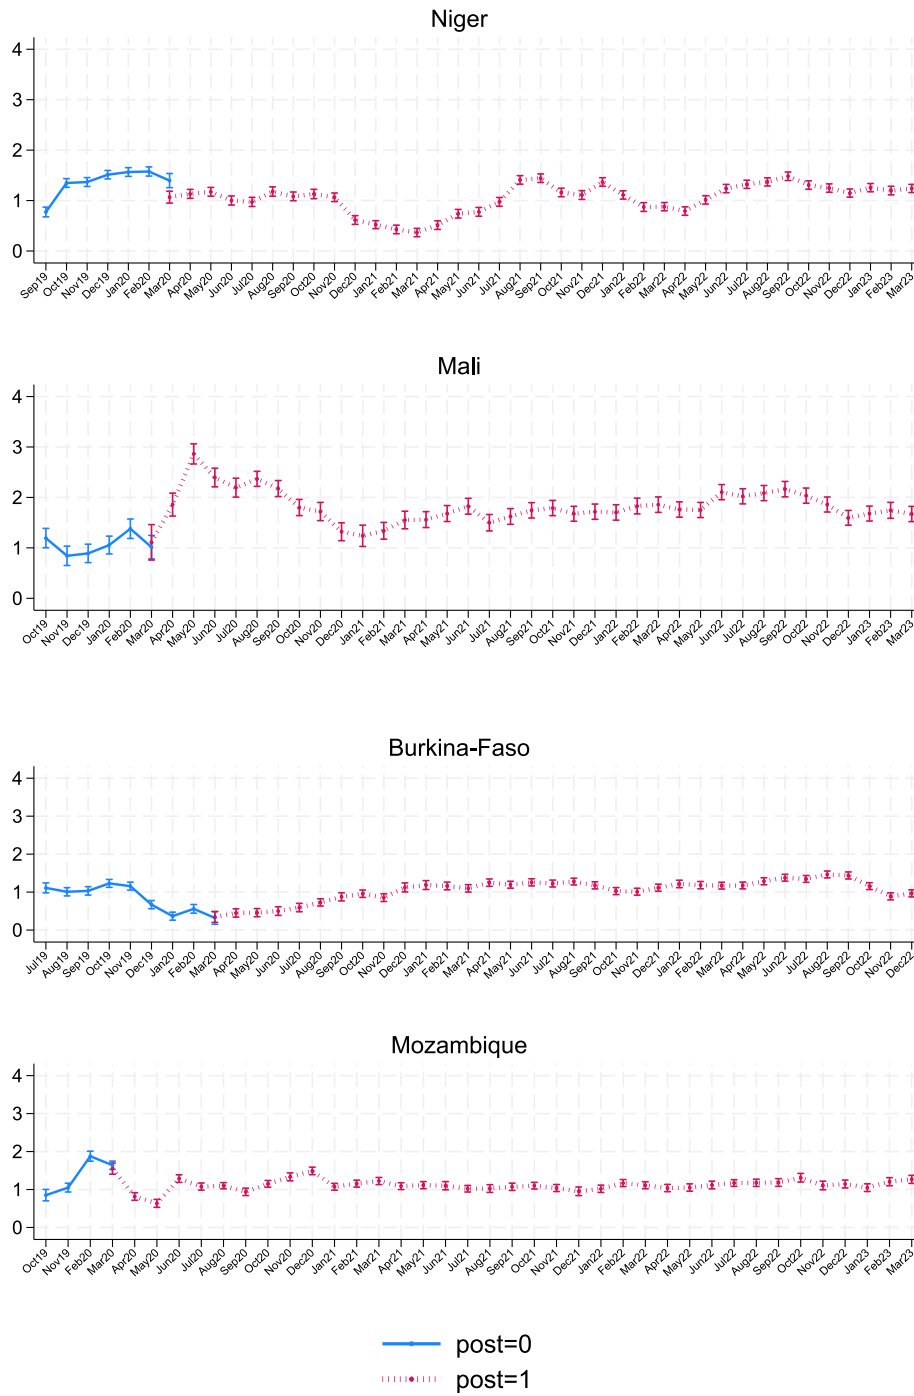 Niger
4
3
2
1
0
Sep19 Oct19 Nov19 Dec19 Jan20 Feb20 Mar20 Apr20 May20 Jun20 Jul20 Aug20 Sep20 Oct20 Nov20 Dec20 Jan21 Feb21 Mar21 Apr21 May21 Jun21 Jul21 Aug21 Sep21 Oct21 Nov21 Dec21 Jan22 Feb22 Mar22 Apr22 May22 Jun22 Jul22 Aug22 Sep22 Oct22 Nov22 Dec22 Jan23 Feb23 Mar23
Mali
4
3
2
1
0
Oct19 Nov19 Dec19 Jan20 Feb20 Mar20 Apr20 May20 Jun20 Jul20 Aug20 Sep20 Oct20 Nov20 Dec20 Jan21 Feb21 Mar21 Apr21 May21 Jun21 Jul21 Aug21 Sep21 Oct21 Nov21 Dec21 Jan22 Feb22 Mar22 Apr22 May22 Jun22 Jul22 Aug22 Sep22 Oct22 Nov22 Dec22 Jan23 Feb23 Mar23
Burkina-Faso
4
3
2
1
0
Jul19 Aug19 Sep19 Oct19 Nov19 Dec19 Jan20 Feb20 Mar20 Apr20 May20 Jun20 Jul20 Aug20 Sep20 Oct20 Nov20 Dec20 Jan21 Feb21 Mar21 Apr21 May21 Jun21 Jul21 Aug21 Sep21 Oct21 Nov21 Dec21 Jan22 Feb22 Mar22 Apr22 May22 Jun22 Jul22 Aug22 Sep22 Oct22 Nov22 Dec22
Mozambique
4
3
2
1
0
Oct19 Nov19 Feb20 Mar20 Apr20 May20 Jun20 Jul20 Aug20 Sep20 Oct20 Nov20 Dec20 Jan21 Feb21 Mar21 Apr21 May21 Jun21 Jul21 Aug21 Sep21 Oct21 Nov21 Dec21 Jan22 Feb22 Mar22 Apr22 May22 Jun22 Jul22 Aug22 Sep22 Oct22 Nov22 Dec22 Jan23 Feb23 Mar23
post=0
post=1